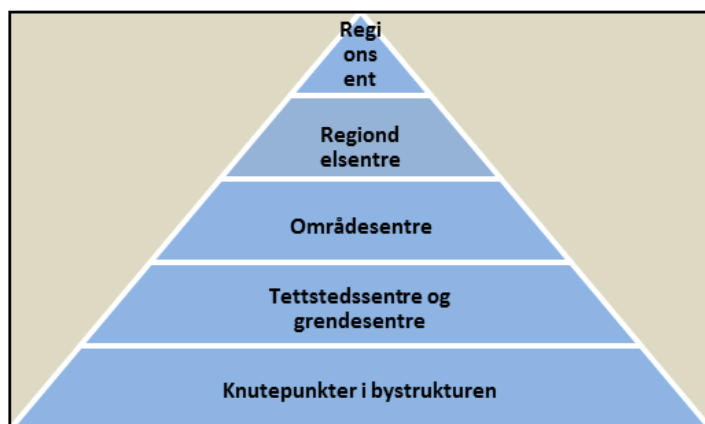 Regi
ons
ent
Regiond
elsentre
Områdesentre
Tettstedssentre og
grendesentre
Knutepunkter i bystrukturen